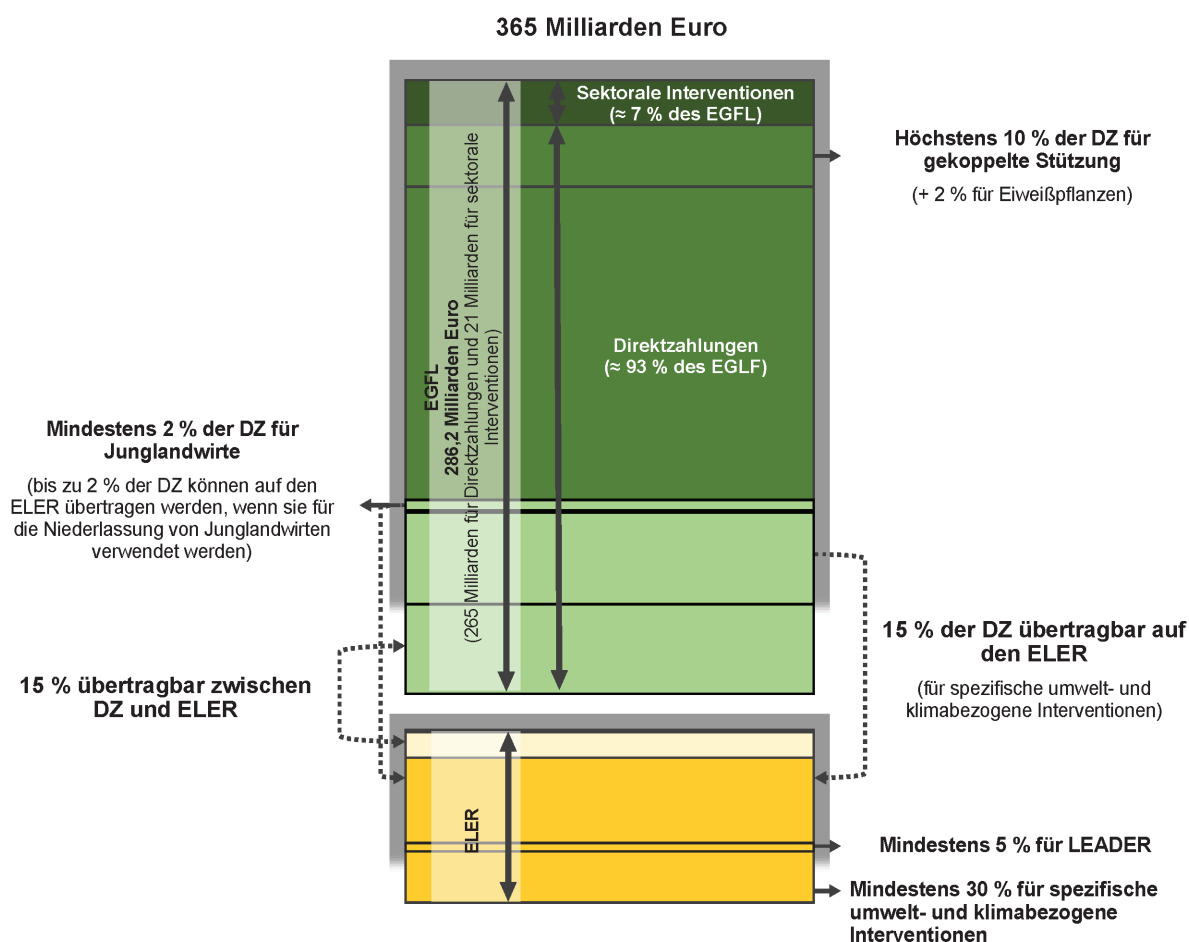 365 Milliarden Euro
Sektorale Interventionen
(≈ 7 % des EGFL)
Höchstens 10 % der DZ für
gekoppelte Stützung
(+ 2 % für Eiweißpflanzen)
EGFL
286,2 Milliarden Euro
(265 Milliarden für Direktzahlungen und 21 Milliarden für sektorale
Interventionen)
Direktzahlungen
(≈ 93 % des EGLF)
Mindestens 2 % der DZ für
Junglandwirte
(bis zu 2 % der DZ können auf den
ELER übertragen werden, wenn sie für
die Niederlassung von Junglandwirten
verwendet werden)
15 % der DZ übertragbar auf
den ELER
(für spezifische umwelt- und
klimabezogene Interventionen)
15 % übertragbar zwischen
DZ und ELER
ELER
Mindestens 5 % für LEADER
Mindestens 30 % für spezifische
umwelt- und klimabezogene
Interventionen